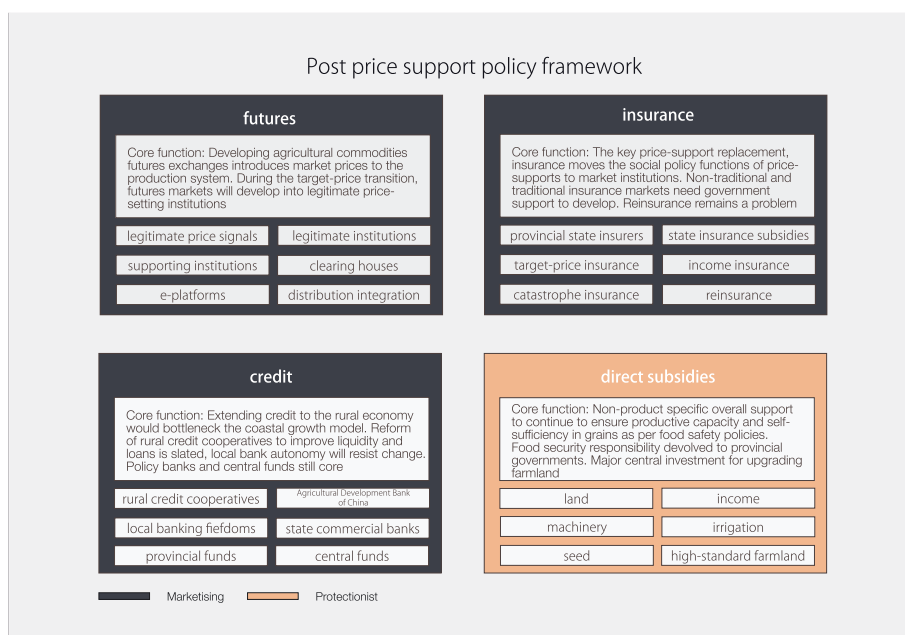 Post price support policy framework
futures
Core function: Developing agricultural commodities
futures exchanges introduces market prices to the
production system. During the target-price transition,
futures markets will develop into legitimate price-
setting institutions
legitimate price signals
legitimate institutions
supporting institutions
clearing houses
e-platforms
distribution integration
insurance
Core function: The key price-support replacement,
insurance moves the social policy functions of price-
supports to market institutions. Non-traditional and
traditional insurance markets need government
support to develop. Reinsurance remains a problem
provincial state insurers
state insurance subsidies
target-price insurance
income insurance
catastrophe insurance
reinsurance
credit
Core function: Extending credit to the rural economy
would bottleneck the coastal growth model. Reform
of rural credit cooperatives to improve liquidity and
loans is slated, local bank autonomy will resist change.
Policy banks and central funds still core
rural credit cooperatives
Agricultural Development Bank
of China
local banking fiefdoms
state commercial banks
provincial funds
central funds
direct subsidies
Core function: Non-product specific overall support
to continue to ensure productive capacity and self-
sufficiency in grains as per food safety policies.
Food security responsibility devolved to provincial
governments. Major central investment for upgrading
farmland
land
income
machinery
irrigation
seed
high-standard farmland
Marketising
Protectionist